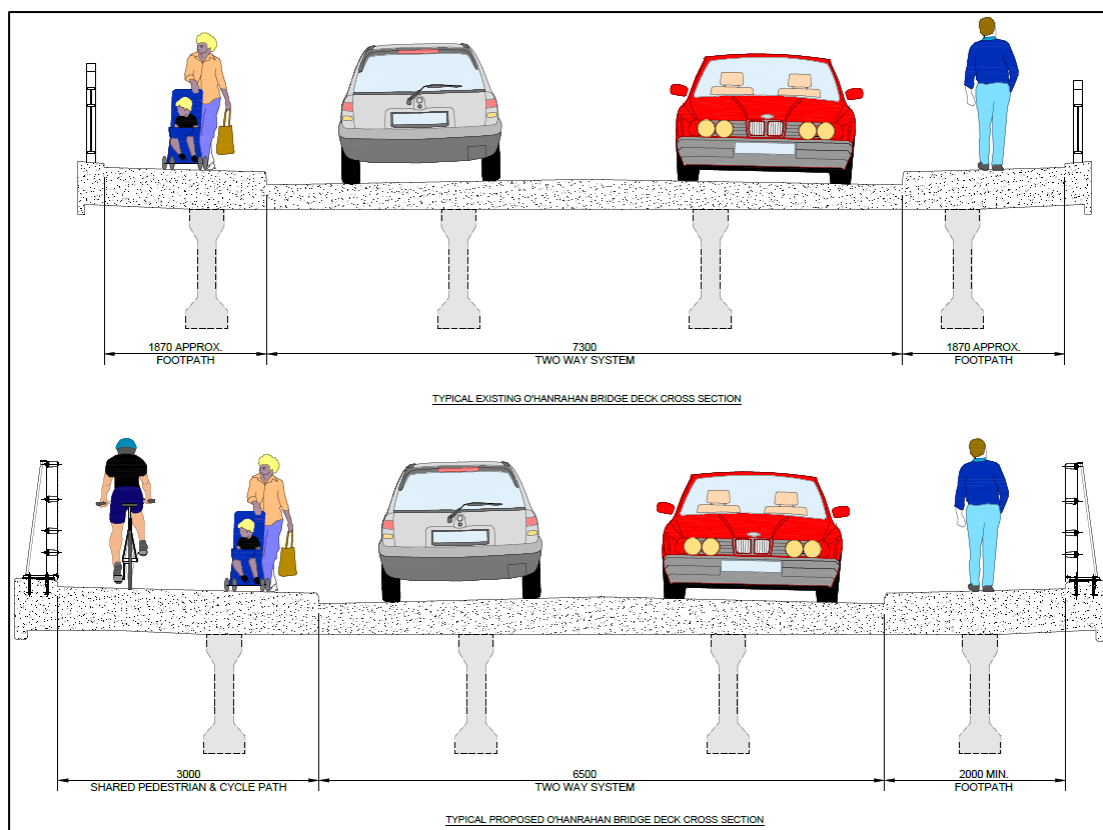 1870 APPROX.
FOOTPATH
7300
TWO WAY SYSTEM
1870 APPROX.
FOOTPATH
TYPICAL EXISTING O'HANRAHAN BRIDGE DECK CROSS SECTION
3000
SHARED PEDESTRIAN & CYCLE PATH
6500
TWO WAY SYSTEM
2000 MIN.
FOOTPATH
TYPICAL PROPOSED O'HANRAHAN BRIDGE DECK CROSS SECTION